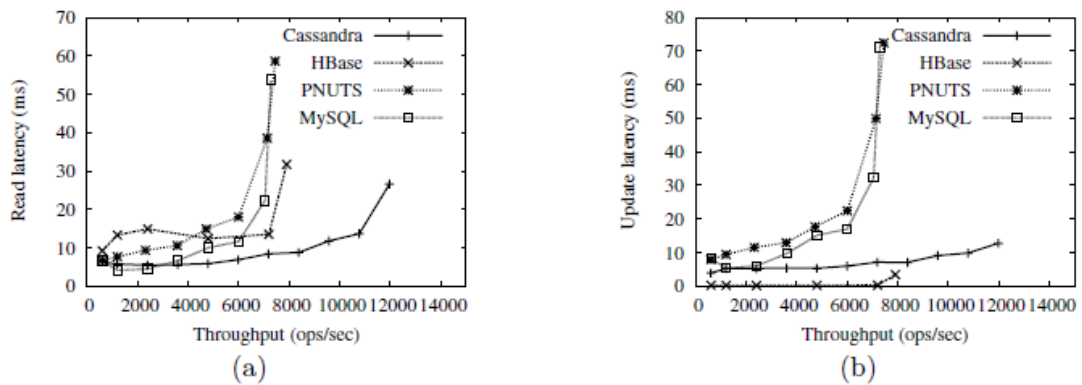 70
60
50
40
30
20
10
0
Read latency (ms)
Cassandra
HBase
PNUTS
MySQL
0 2000 4000 6000 8000 10000 12000 14000
Throughput (ops/sec)
(a)
80
70
60
50
40
30
20
10
0
Update latency (ms)
Cassandra
HBase
PNUTS
MySQL
0 2000 4000 6000 8000 10000 12000 14000
Throughput (ops/sec)
(b)